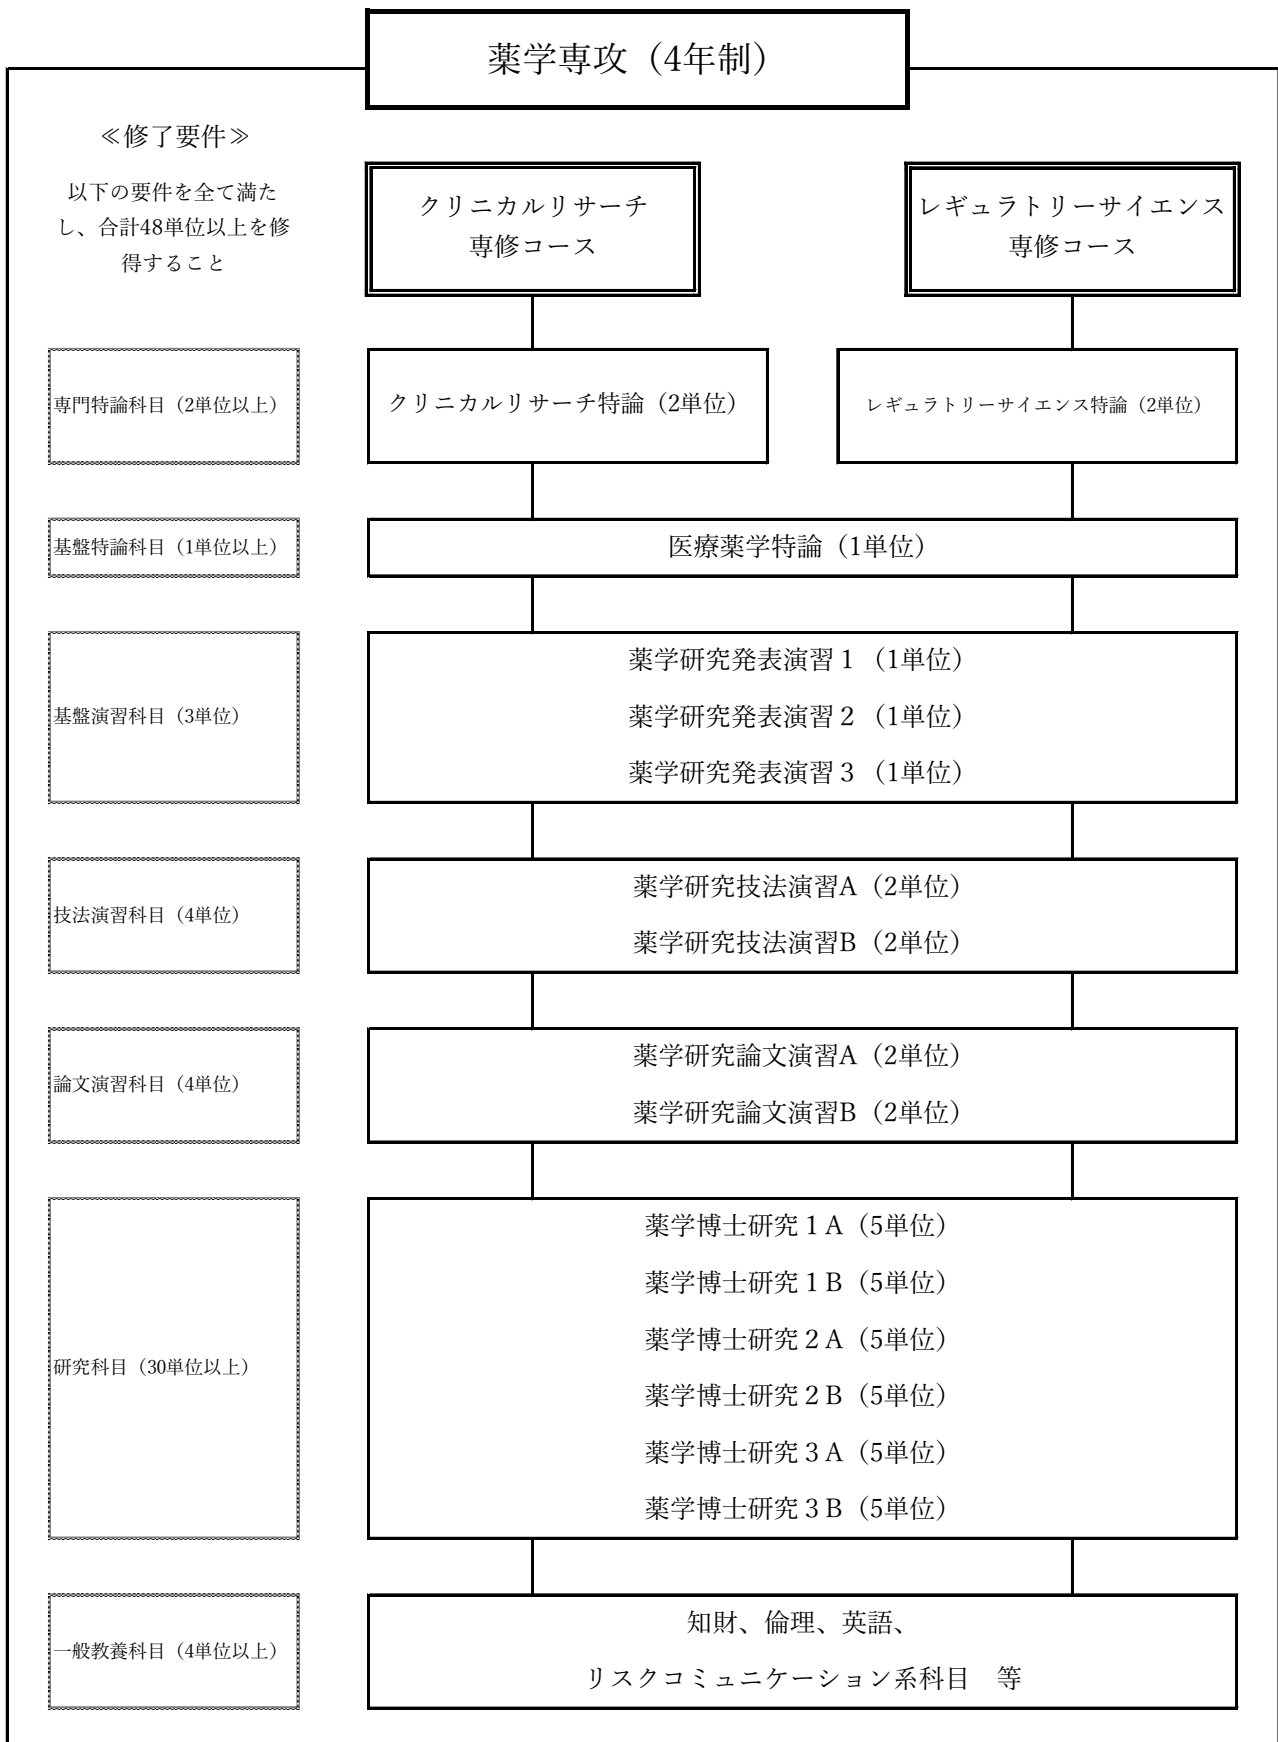 薬学専攻（4年制）
≪修了要件≫
以下の要件を全て満た
し、合計48単位以上を修
得すること
クリニカルリサーチ
専修コース
レギュラトリーサイエンス
専修コース
専門特論科目（2単位以上）
クリニカルリサーチ特論（2単位）
レギュラトリーサイエンス特論（2単位）
基盤特論科目（1単位以上）
医療薬学特論（1単位）
基盤演習科目（3単位）
薬学研究発表演習１（1単位）
薬学研究発表演習２（1単位）
薬学研究発表演習３（1単位）
技法演習科目（4単位）
薬学研究技法演習A（2単位）
薬学研究技法演習B（2単位）
論文演習科目（4単位）
薬学研究論文演習A（2単位）
薬学研究論文演習B（2単位）
研究科目（30単位以上）
薬学博士研究１A（5単位）
薬学博士研究１B（5単位）
薬学博士研究２A（5単位）
薬学博士研究２B（5単位）
薬学博士研究３A（5単位）
薬学博士研究３B（5単位）
一般教養科目（4単位以上）
知財、倫理、英語、
リスクコミュニケーション系科目　等